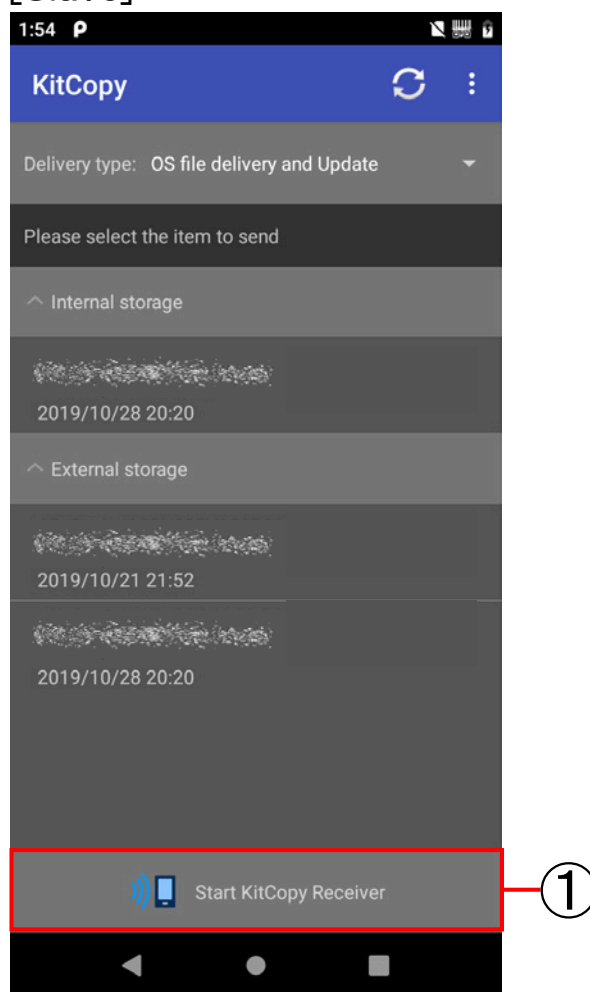 1:54
KitCopy
Delivery type: OS file delivery and Update
Please select the item to send
Internal storage
2019/10/28 20:20
External storage
2019/10/21 21:52
2019/10/28 20:20
Start KitCopy Receiver
①